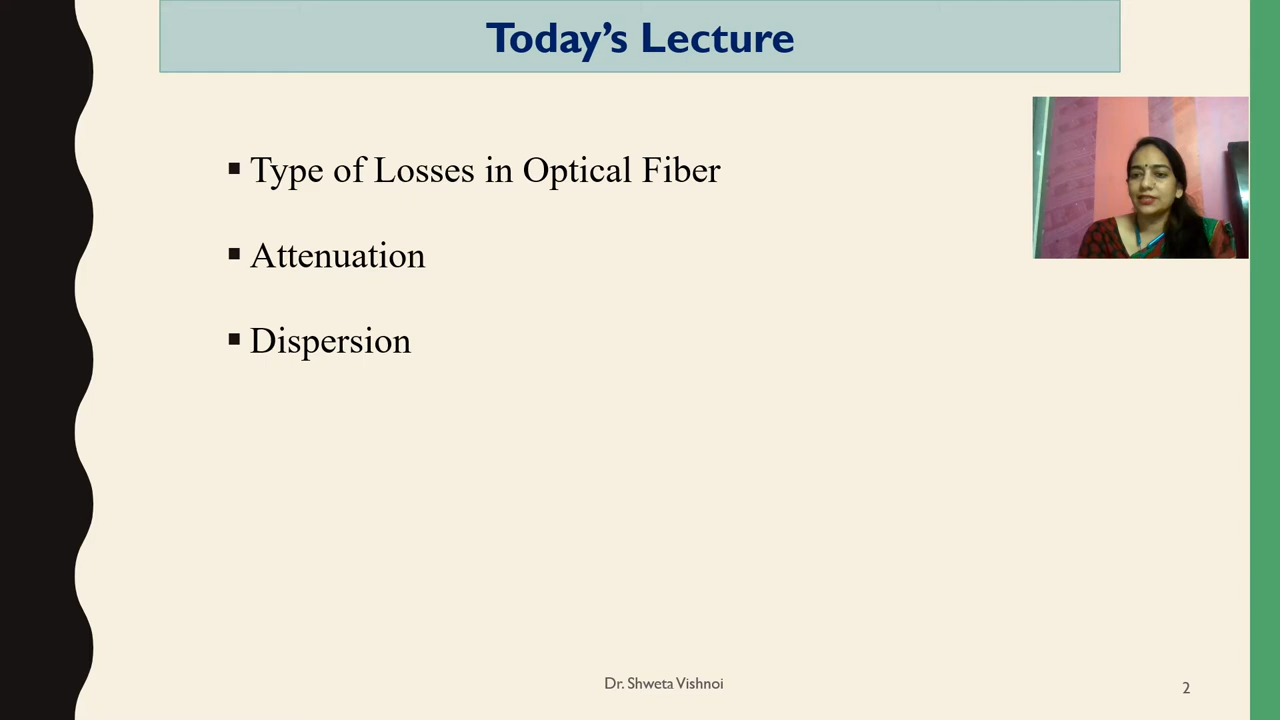 Today’s Lecture
▪ Type of Losses in Optical Fiber
▪ Attenuation
▪ Dispersion
Dr. Shweta Vishnoi
2